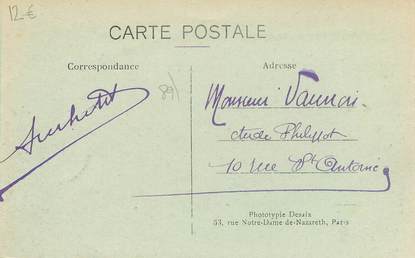 12 €
CARTE POSTALE
Correspondance
Adresse
89/
Monsieur
étude Philippot
10 rue St Antoine
Phototypie Desaix
53, rue Notre-Dame de-Nazareth, Paris